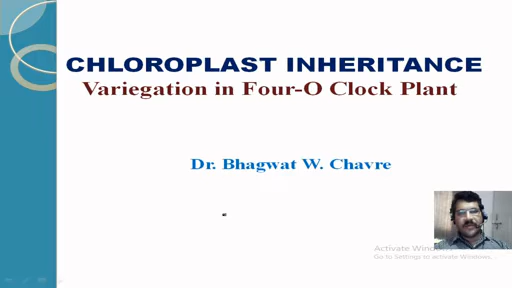 CHLOROPLAST INHERITANCE
Variegation in Four-O Clock Plant
Dr. Bhagwat W. Chavre
Activate Windows
Go to Settings to activate Windows.